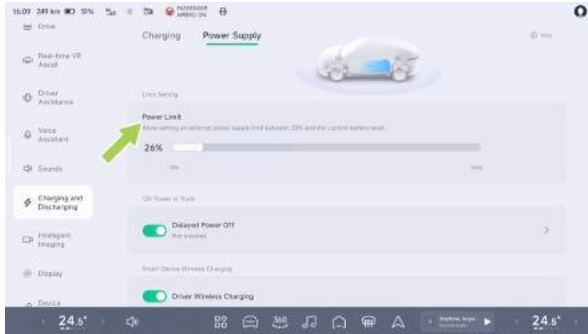 16:09 249 km 51% PASSENGER AIRBAG ON
Drive
Charging Power Supply
Real-time VR
Assist
Driver
Assistance
Limit Setting
Power Limit
Allow setting an external power supply limit between 20% and the current battery level
Voice
Assistant
26%
Sounds
Charging and
Discharging
12V Power in Trunk
Delayed Power Off
Not enabled
Intelligent
Imaging
Smart Device Wireless Charging
Display
Driver Wireless Charging
Device
24.5°
360
24.5°